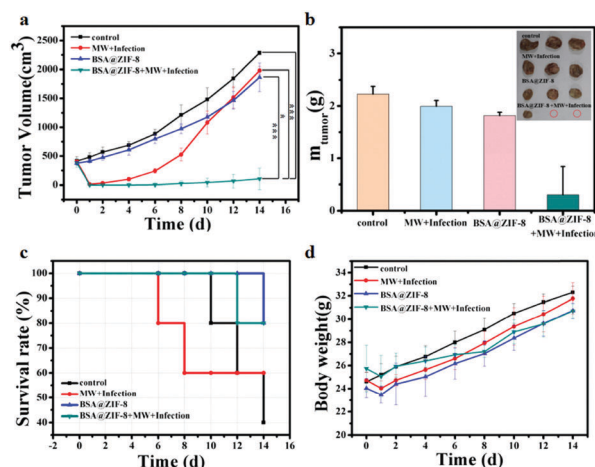 a
Tumor Volume(cm³)
2500
2000
1500
1000
500
0
control
MW+Infection
BSA@ZIF-8
BSA@ZIF-8+MW+Infection
0 2 4 6 8 10 12 14 16
Time (d)
b
m_tumor(g)
3
2
1
0
control
MW+Infection
BSA@ZIF-8
BSA@ZIF-8+MW+Infection
control
MW+Infection
BSA@ZIF-8
BSA@ZIF-8
+MW+Infection
c
Survival rate (%)
100
90
80
70
60
50
40
control
MW+Infection
BSA@ZIF-8
BSA@ZIF-8+MW+Infection
0 2 4 6 8 10 12 14 16
Time (d)
d
Body weight(g)
32
30
28
26
24
22
20
control
MW+Infection
BSA@ZIF-8
BSA@ZIF-8+MW+Infection
0 2 4 6 8 10 12 14
Time (d)